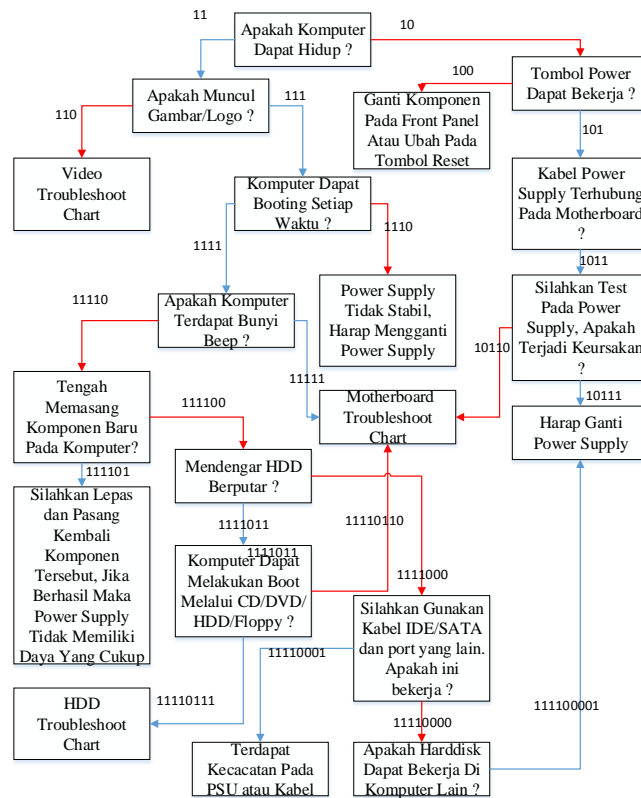 11
Apakah Komputer
Dapat Hidup ?
10
100
Tombol Power
Dapat Bekerja ?
Apakah Muncul
Gambar/Logo ?
110
111
Ganti Komponen
Pada Front Panel
Atau Ubah Pada
Tombol Reset
101
Video
Troubleshoot
Chart
Komputer Dapat
Booting Setiap
Waktu ?
Kabel Power
Supply Terhubung
Pada Motherboard
?
1111
1110
1011
Apakah Komputer
Terdapat Bunyi
Beep ?
11110
11111
Power Supply
Tidak Stabil,
Harap Mengganti
Power Supply
Silahkan Test
Pada Power
Supply, Apakah
Terjadi Keursakan
?
10110
10111
Tengah
Memasang
Komponen Baru
Pada Komputer?
111100
111101
Motherboard
Troubleshoot
Chart
Harap Ganti
Power Supply
Mendengar HDD
Berputar ?
1111011
1111011
11110110
1111000
Silahkan Lepas
dan Pasang
Kembali
Komponen
Tersebut, Jika
Berhasil Maka
Power Supply
Tidak Memiliki
Daya Yang Cukup
Komputer Dapat
Melakukan Boot
Melalui CD/DVD/
HDD/Floppy ?
Silahkan Gunakan
Kabel IDE/SATA
dan port yang lain.
Apakah ini
bekerja ?
11110001
11110111
11110000
111100001
HDD
Troubleshoot
Chart
Terdapat
Kecacatan Pada
PSU atau Kabel
Apakah Harddisk
Dapat Bekerja Di
Komputer Lain ?